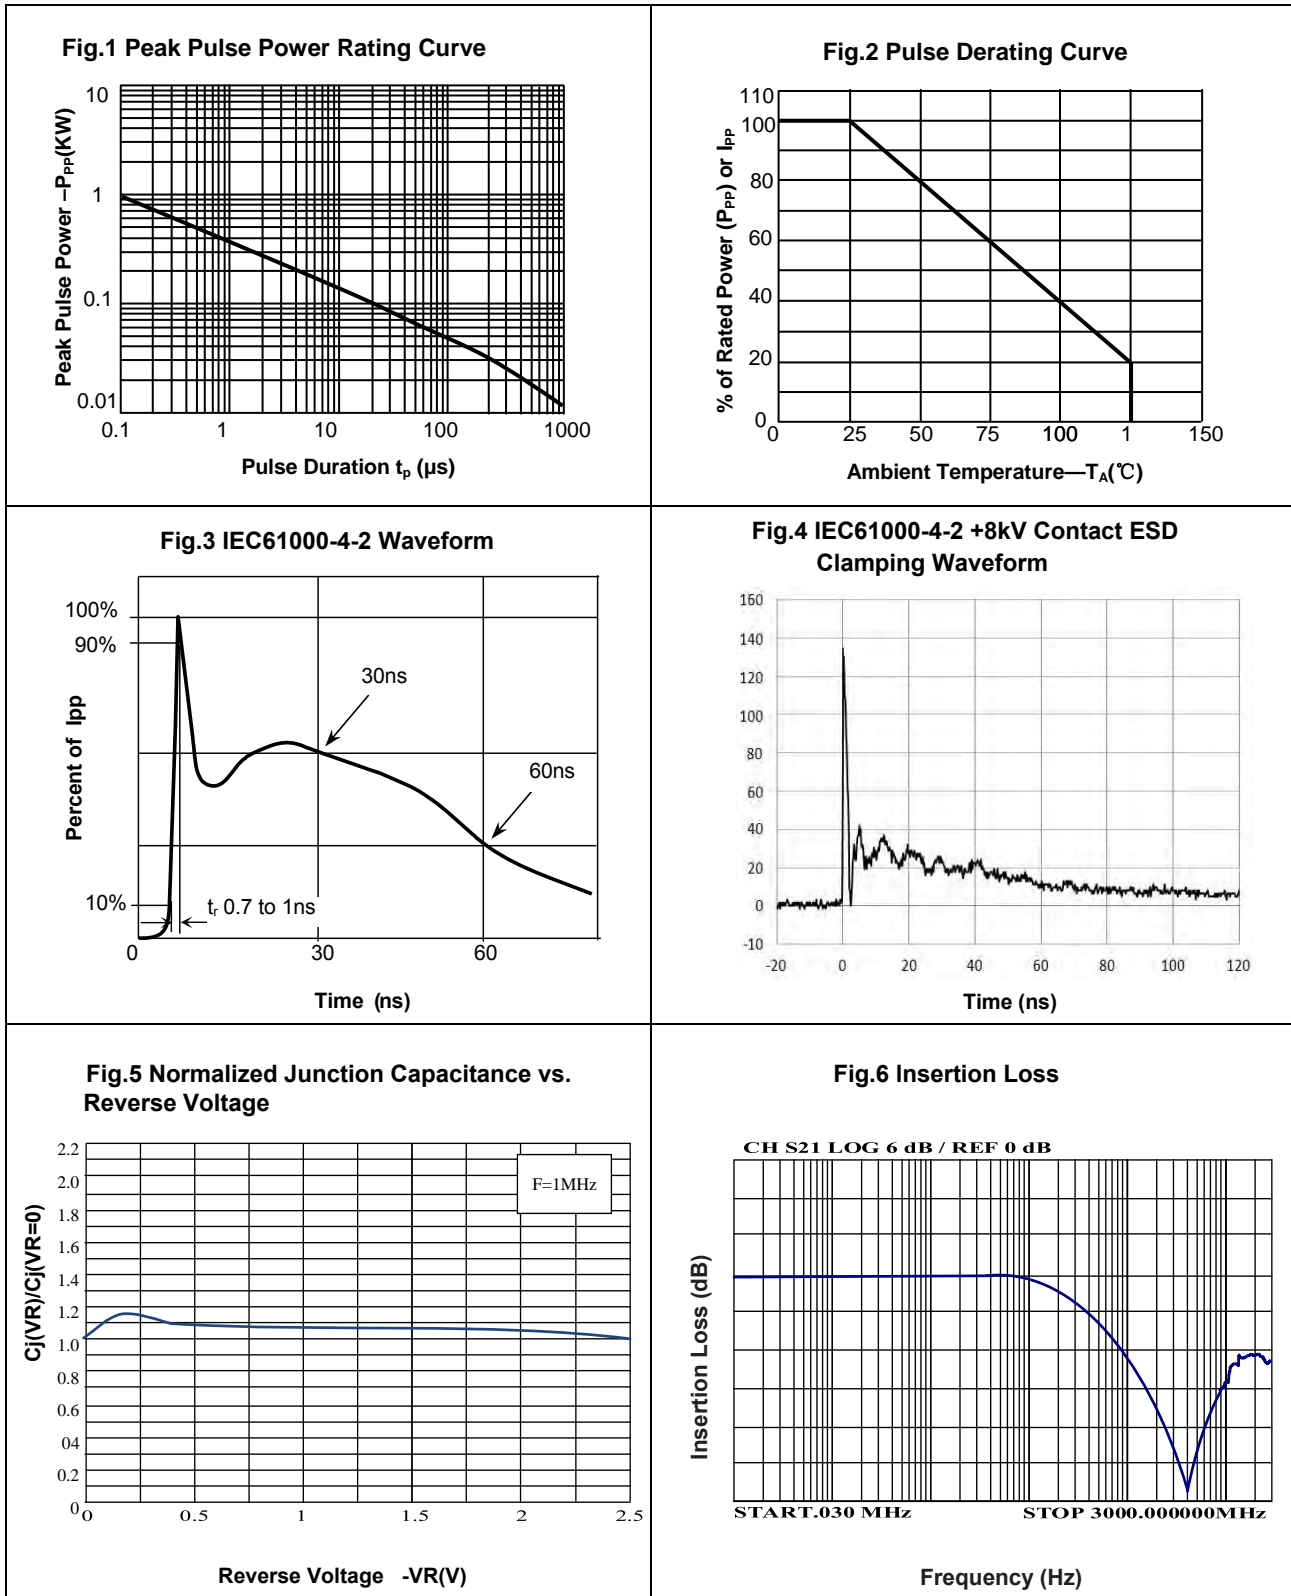 Fig.1 Peak Pulse Power Rating Curve
Peak Pulse Power –PPP(KW)
10
1
0.1
0.01
0.1 1 10 100 1000
Pulse Duration tp (µs)
Fig.2 Pulse Derating Curve
% of Rated Power (PPP) or IPP
110
100
80
60
40
20
0
0 25 50 75 100 1 150
Ambient Temperature—TA(℃)
Fig.3 IEC61000-4-2 Waveform
Percent of Ipp
100%
90%
10%
30ns
60ns
tr 0.7 to 1ns
0 30 60
Time (ns)
Fig.4 IEC61000-4-2 +8kV Contact ESD
Clamping Waveform
160
140
120
100
80
60
40
20
0
-10
-20 0 20 40 60 80 100 120
Time (ns)
Fig.5 Normalized Junction Capacitance vs.
Reverse Voltage
Cj(VR)/Cj(VR=0)
2.2
2.0
1.8
1.6
1.4
1.2
1.0
0.8
0.6
04
0.2
0
F=1MHz
0 0.5 1 1.5 2 2.5
Reverse Voltage -VR(V)
Fig.6 Insertion Loss
CH S21 LOG 6 dB / REF 0 dB
Insertion Loss (dB)
START.030 MHz STOP 3000.000000MHz
Frequency (Hz)